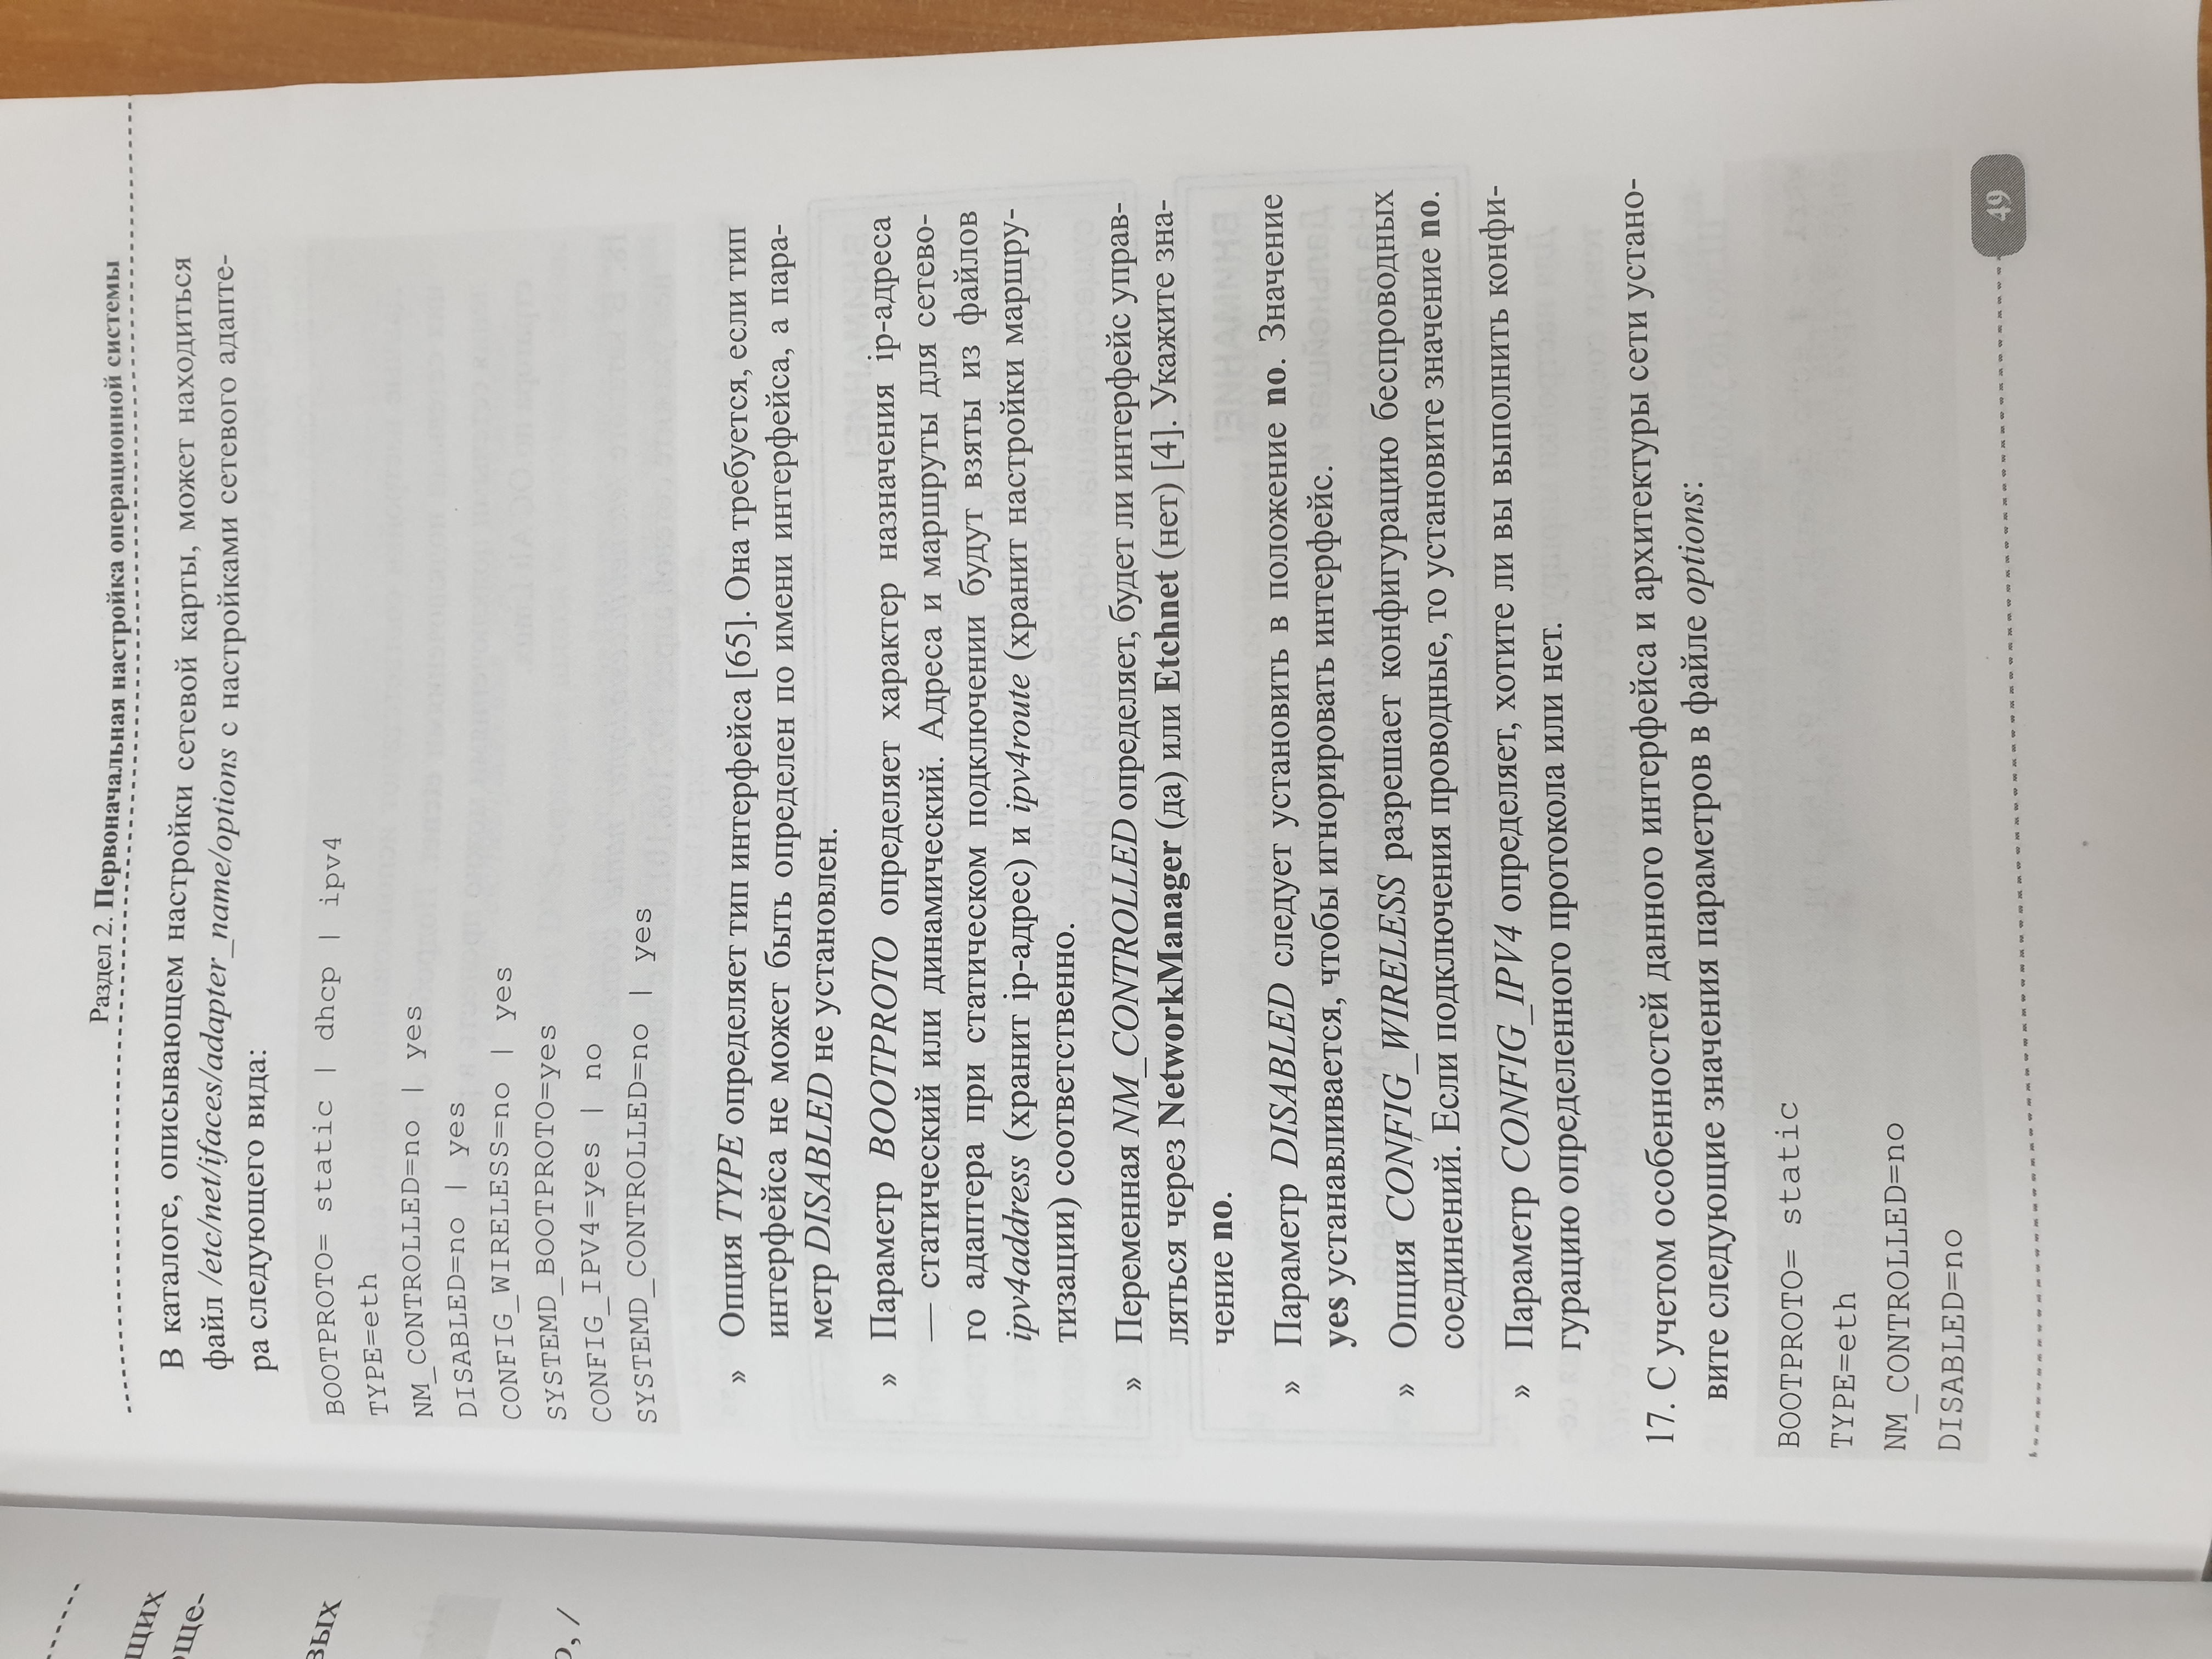 Раздел 2. Первоначальная настройка операционной системы
В каталоге, описывающем настройки сетевой карты, может находиться
файл /etc/net/ifaces/adapter_name/options с настройками сетевого адапте-
ра следующего вида:
BOOTPROTO= static | dhcp | ipv4
TYPE=eth
NM_CONTROLLED=no | yes
DISABLED=no | yes
CONFIG_WIRELESS=no | yes
SYSTEMD_BOOTPROTO=yes
CONFIG_IPV4=yes | no
SYSTEMD_CONTROLLED=no | yes
» Опция TYPE определяет тип интерфейса [65]. Она требуется, если тип
интерфейса не может быть определен по имени интерфейса, а пара-
метр DISABLED не установлен.
» Параметр BOOTPROTO определяет характер назначения ip-адреса
— статический или динамический. Адреса и маршруты для сетево-
го адаптера при статическом подключении будут взяты из файлов
ipv4address (хранит ip-адрес) и ipv4route (хранит настройки маршру-
тизации) соответственно.
» Переменная NM_CONTROLLED определяет, будет ли интерфейс управ-
ляться через NetworkManager (да) или Etchnet (нет) [4]. Укажите зна-
чение no.
» Параметр DISABLED следует установить в положение no. Значение
yes устанавливается, чтобы игнорировать интерфейс.
» Опция CONFIG_WIRELESS разрешает конфигурацию беспроводных
соединений. Если подключения проводные, то установите значение no.
» Параметр CONFIG_IPV4 определяет, хотите ли вы выполнить конфи-
гурацию определенного протокола или нет.
17. С учетом особенностей данного интерфейса и архитектуры сети устано-
вите следующие значения параметров в файле options:
BOOTPROTO= static
TYPE=eth
NM_CONTROLLED=no
DISABLED=no
49